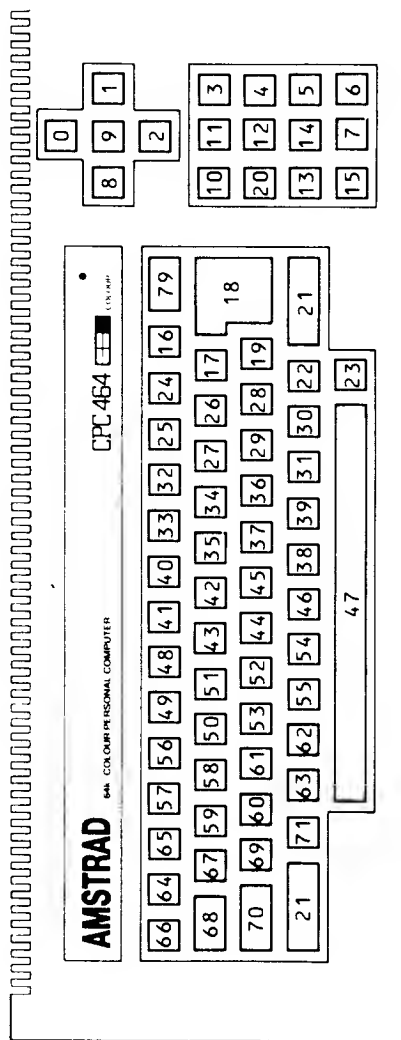 AMSTRAD 64k COLOUR PERSONAL COMPUTER CPC464 colour
66 64 65 57 56 49 48 41 40 33 32 25 24 16 79
68 67 59 58 50 51 43 42 35 34 27 26 17 18
70 69 60 61 53 52 44 45 37 36 29 28 19
21 71 63 62 55 54 46 38 39 31 30 22 21
47 23
0
8 9 1
2
10 11 3
20 12 4
13 14 5
15 7 6